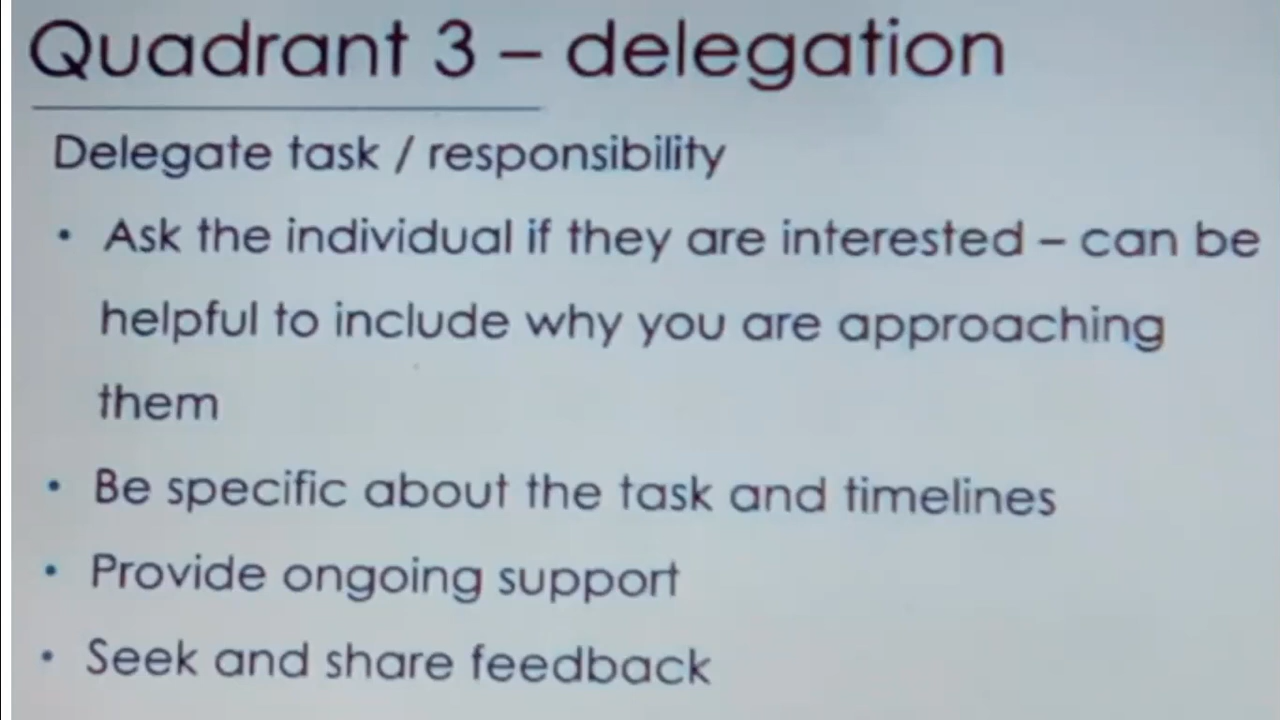 Quadrant 3 – delegation
Delegate task / responsibility
• Ask the individual if they are interested – can be
helpful to include why you are approaching
them
• Be specific about the task and timelines
• Provide ongoing support
• Seek and share feedback